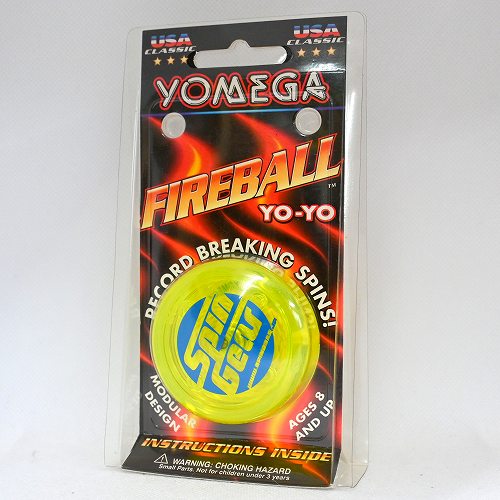 USA
CLASSIC
USA
CLASSIC
YOMEGA
FIREBALL™
YO-YO
RECORD BREAKING SPINS!
Spin
Gear
MODULAR
DESIGN
AGES 8
AND UP
INSTRUCTIONS INSIDE
⚠ WARNING: CHOKING HAZARD
Small Parts. Not for children under 3 years